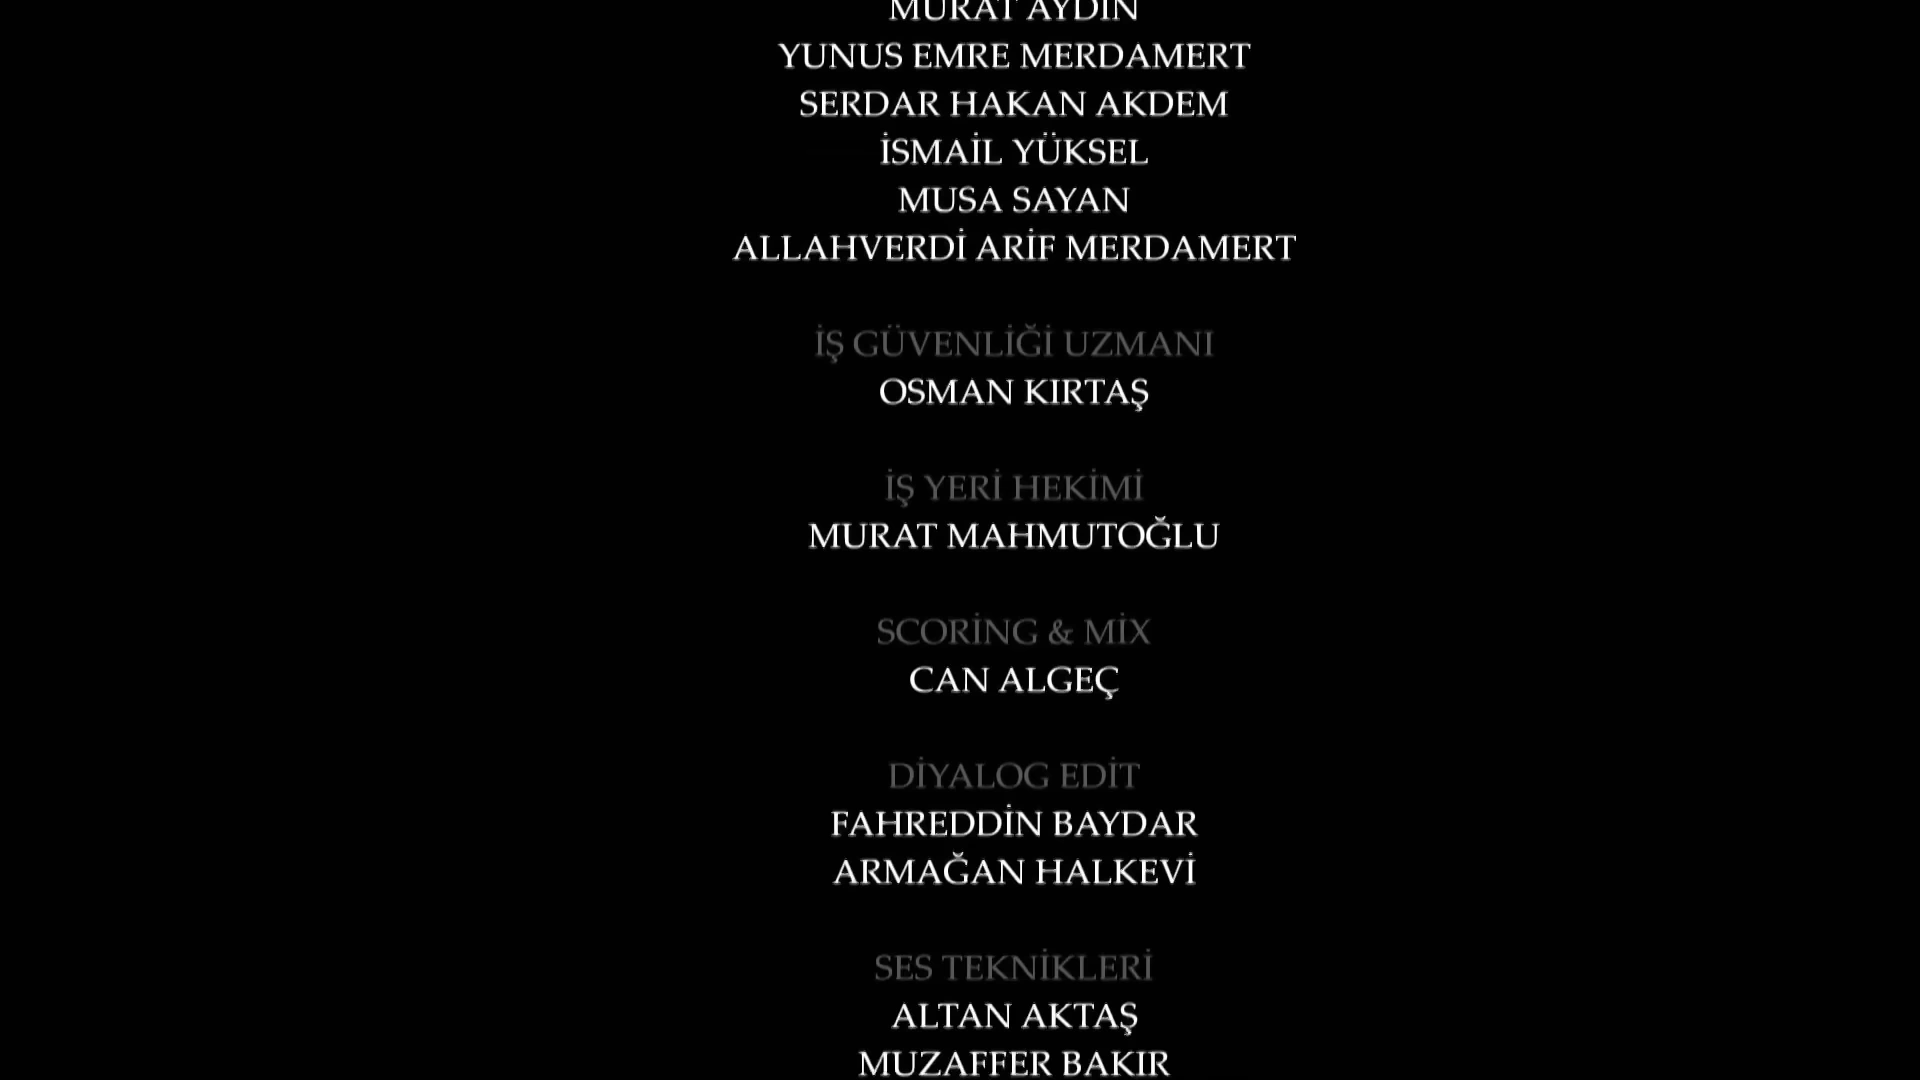 MURAT AYDIN
YUNUS EMRE MERDAMERT
SERDAR HAKAN AKDEM
İSMAİL YÜKSEL
MUSA SAYAN
ALLAHVERDİ ARİF MERDAMERT
İŞ GÜVENLİĞİ UZMANI
OSMAN KIRTAŞ
İŞ YERİ HEKİMİ
MURAT MAHMUTOĞLU
SCORİNG & MİX
CAN ALGEÇ
DİYALOG EDİT
FAHREDDİN BAYDAR
ARMAĞAN HALKEVİ
SES TEKNİKLERİ
ALTAN AKTAŞ
MUZAFFER BAKIR